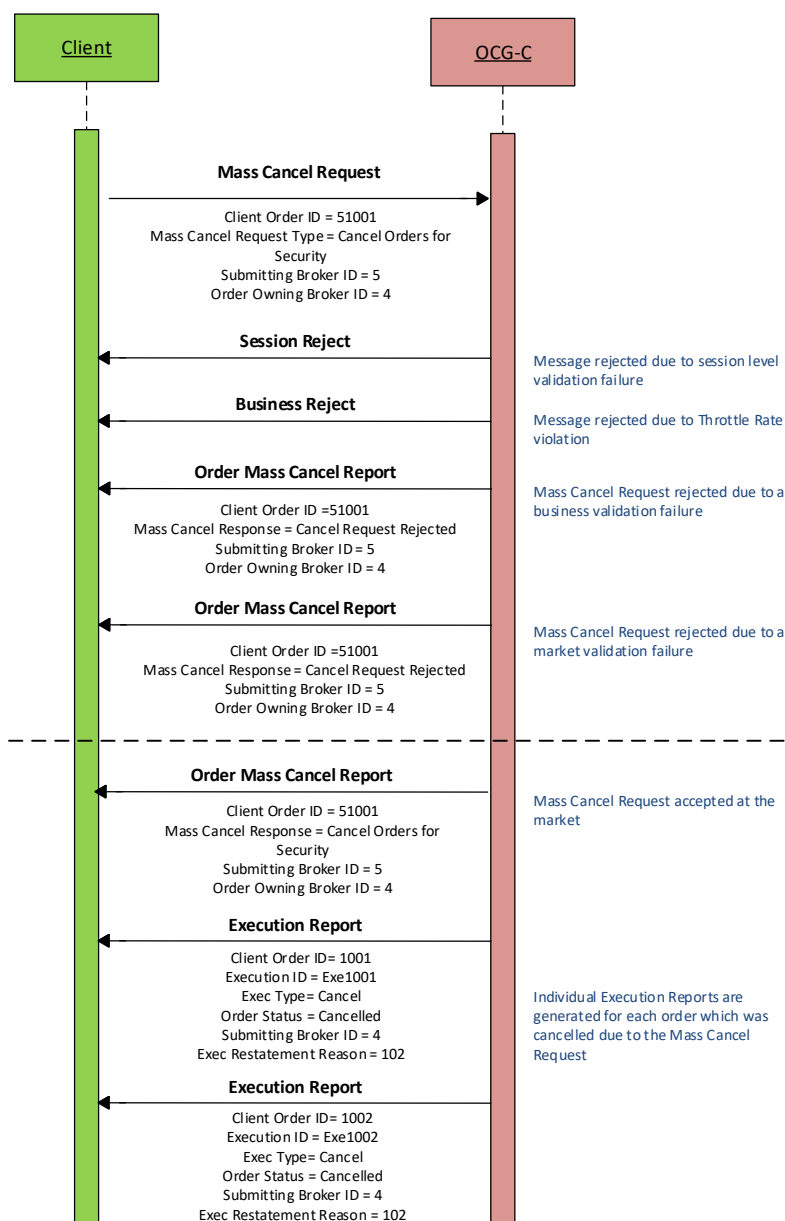 Client
OCG-C
Mass Cancel Request
Client Order ID = 51001
Mass Cancel Request Type = Cancel Orders for
Security
Submitting Broker ID = 5
Order Owning Broker ID = 4
Session Reject
Message rejected due to session level
validation failure
Business Reject
Message rejected due to Throttle Rate
violation
Order Mass Cancel Report
Mass Cancel Request rejected due to a
business validation failure
Client Order ID =51001
Mass Cancel Response = Cancel Request Rejected
Submitting Broker ID = 5
Order Owning Broker ID = 4
Order Mass Cancel Report
Mass Cancel Request rejected due to a
market validation failure
Client Order ID =51001
Mass Cancel Response = Cancel Request Rejected
Submitting Broker ID = 5
Order Owning Broker ID = 4
Order Mass Cancel Report
Mass Cancel Request accepted at the
market
Client Order ID = 51001
Mass Cancel Response = Cancel Orders for
Security
Submitting Broker ID = 5
Order Owning Broker ID = 4
Execution Report
Client Order ID= 1001
Execution ID = Exe1001
Exec Type= Cancel
Order Status = Cancelled
Submitting Broker ID = 4
Exec Restatement Reason = 102
Individual Execution Reports are
generated for each order which was
cancelled due to the Mass Cancel
Request
Execution Report
Client Order ID= 1002
Execution ID = Exe1002
Exec Type= Cancel
Order Status = Cancelled
Submitting Broker ID = 4
Exec Restatement Reason = 102